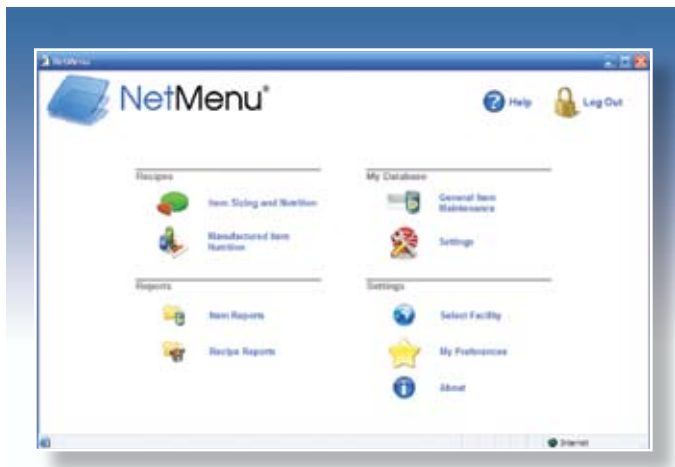 NetMenu
NetMenu®
Help
Log Out
Recipes
Item Sizing and Nutrition
Manufactured Item
Nutrition
My Database
General Item
Maintenance
Settings
Reports
Item Reports
Recipe Reports
Settings
Select Facility
My Preferences
About
Internet